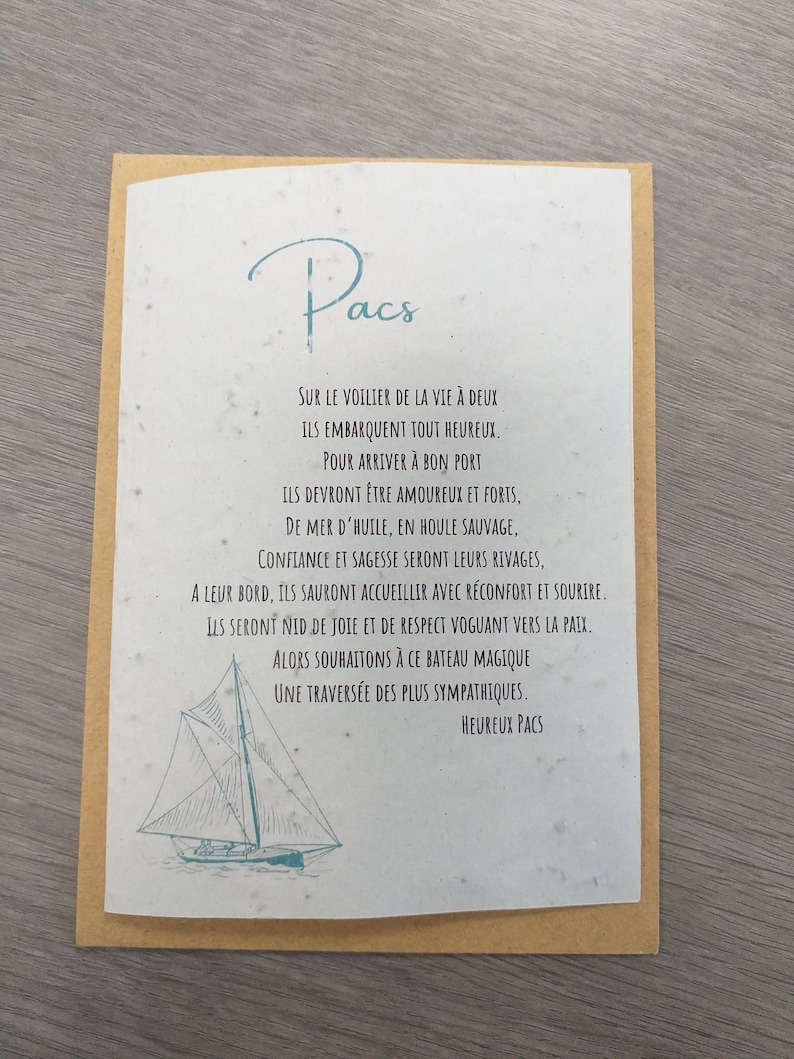 Pacs
Sur le voilier de la vie à deux
ils embarquent tout heureux.
Pour arriver à bon port
ils devront être amoureux et forts,
De mer d'huile, en houle sauvage,
Confiance et sagesse seront leurs rivages,
A leur bord, ils sauront accueillir avec réconfort et sourire.
Ils seront nid de joie et de respect voguant vers la paix.
Alors souhaitons à ce bateau magique
Une traversée des plus sympathiques.
Heureux Pacs